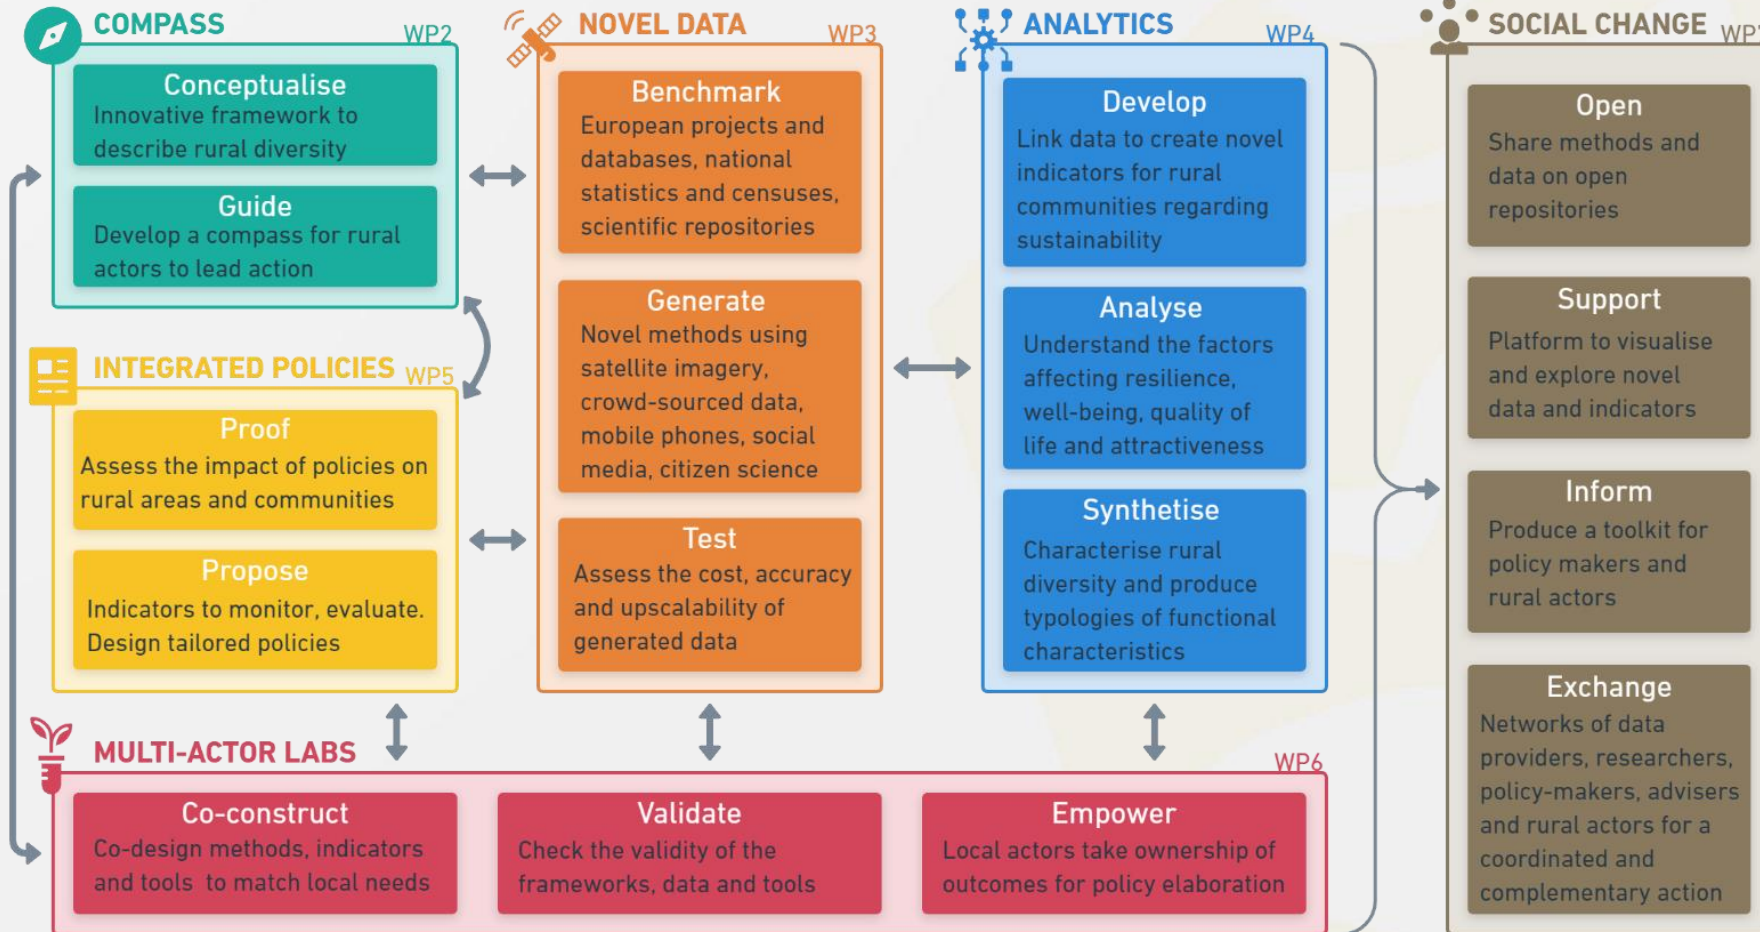 COMPASS
WP2
Conceptualise
Innovative framework to
describe rural diversity
Guide
Develop a compass for rural
actors to lead action
INTEGRATED POLICIES
WP5
Proof
Assess the impact of policies on
rural areas and communities
Propose
Indicators to monitor, evaluate.
Design tailored policies
NOVEL DATA
WP3
Benchmark
European projects and
databases, national
statistics and censuses,
scientific repositories
Generate
Novel methods using
satellite imagery,
crowd-sourced data,
mobile phones, social
media, citizen science
Test
Assess the cost, accuracy
and upscalability of
generated data
ANALYTICS
WP4
Develop
Link data to create novel
indicators for rural
communities regarding
sustainability
Analyse
Understand the factors
affecting resilience,
well-being, quality of
life and attractiveness
Synthetise
Characterise rural
diversity and produce
typologies of functional
characteristics
MULTI-ACTOR LABS
WP6
Co-construct
Co-design methods, indicators
and tools to match local needs
Validate
Check the validity of the
frameworks, data and tools
Empower
Local actors take ownership of
outcomes for policy elaboration
SOCIAL CHANGE
Open
Share methods and
data on open
repositories
Support
Platform to visualise
and explore novel
data and indicators
Inform
Produce a toolkit for
policy makers and
rural actors
Exchange
Networks of data
providers, researchers,
policy-makers, advisers
and rural actors for a
coordinated and
complementary action